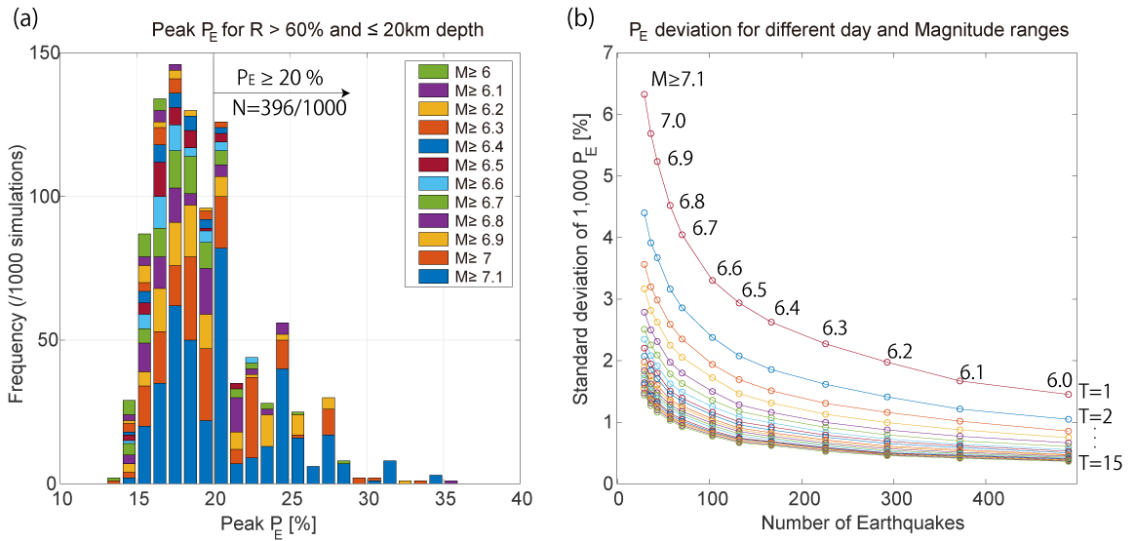 (a)
Peak PE for R > 60% and ≤ 20km depth
150
100
50
0
Frequency (/1000 simulations)
PE ≥ 20 %
N=396/1000
M≥ 6
M≥ 6.1
M≥ 6.2
M≥ 6.3
M≥ 6.4
M≥ 6.5
M≥ 6.6
M≥ 6.7
M≥ 6.8
M≥ 6.9
M≥ 7
M≥ 7.1
10 15 20 25 30 35 40
Peak PE [%]
(b)
PE deviation for different day and Magnitude ranges
7
6
5
4
3
2
1
0
Standard deviation of 1,000 PE [%]
M≥7.1
7.0
6.9
6.8
6.7
6.6
6.5
6.4
6.3
6.2
6.1
6.0
T=1
T=2
⋮
T=15
0 100 200 300 400
Number of Earthquakes